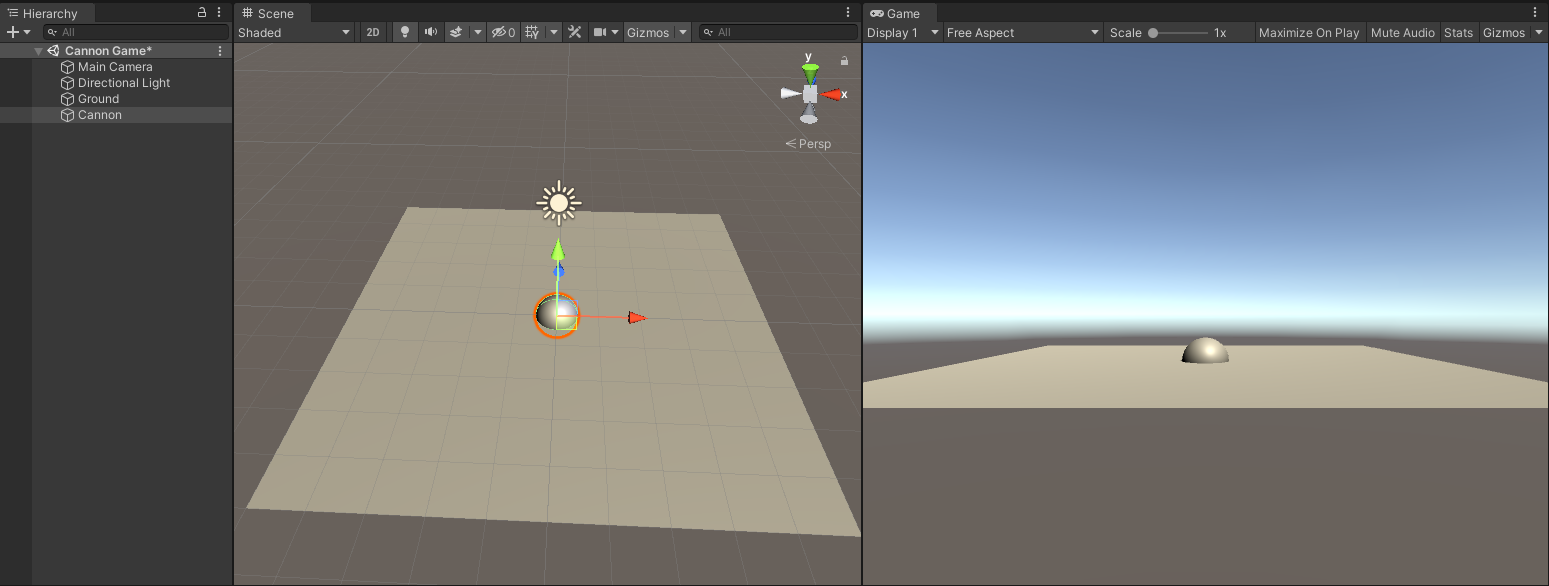 Hierarchy
All
Cannon Game*
Main Camera
Directional Light
Ground
Cannon
Scene
Shaded 2D 0 Gizmos All
y
x
Persp
Game
Display 1 Free Aspect Scale 1x Maximize On Play Mute Audio Stats Gizmos